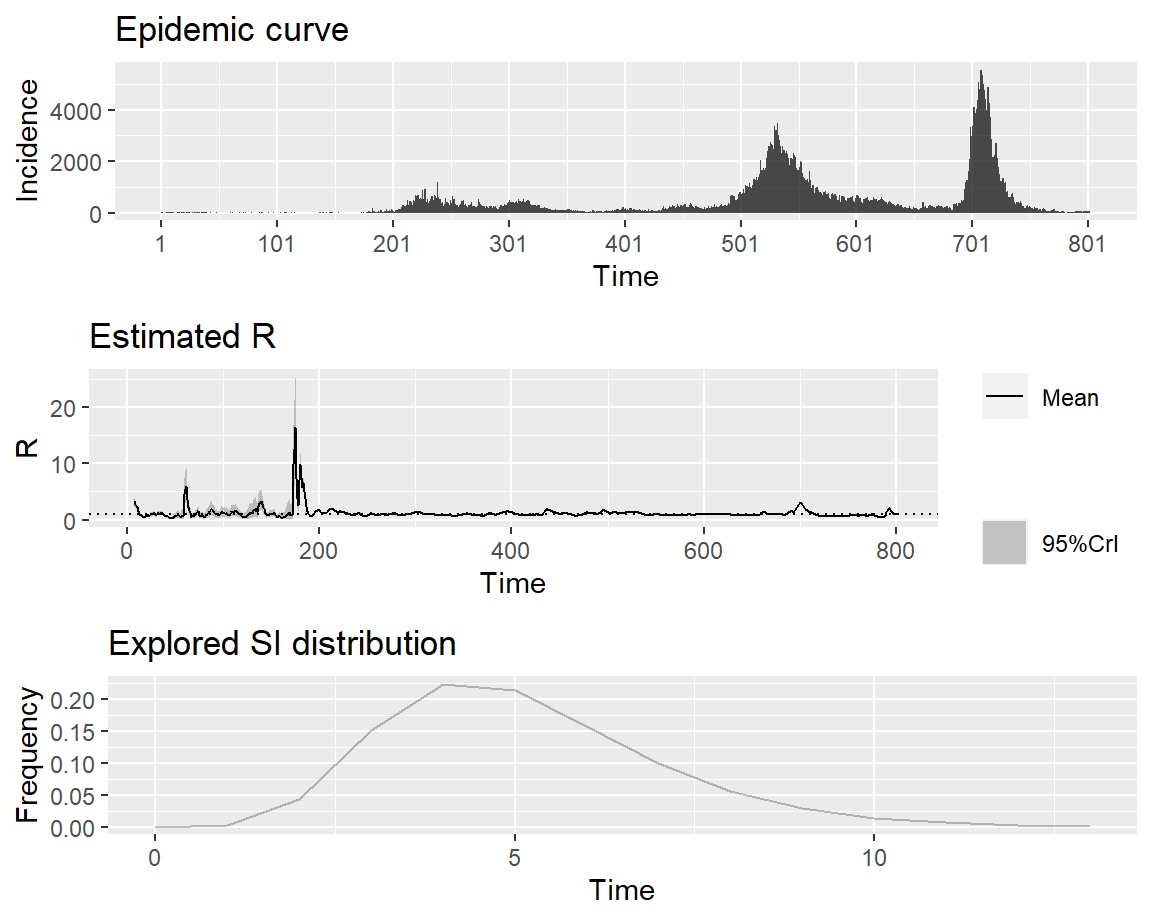 Epidemic curve
Incidence
4000
2000
0
1 101 201 301 401 501 601 701 801
Time
Estimated R
R
20
10
0
0 200 400 600 800
Time
Mean
95%CrI
Explored SI distribution
Frequency
0.20
0.15
0.10
0.05
0.00
0 5 10
Time